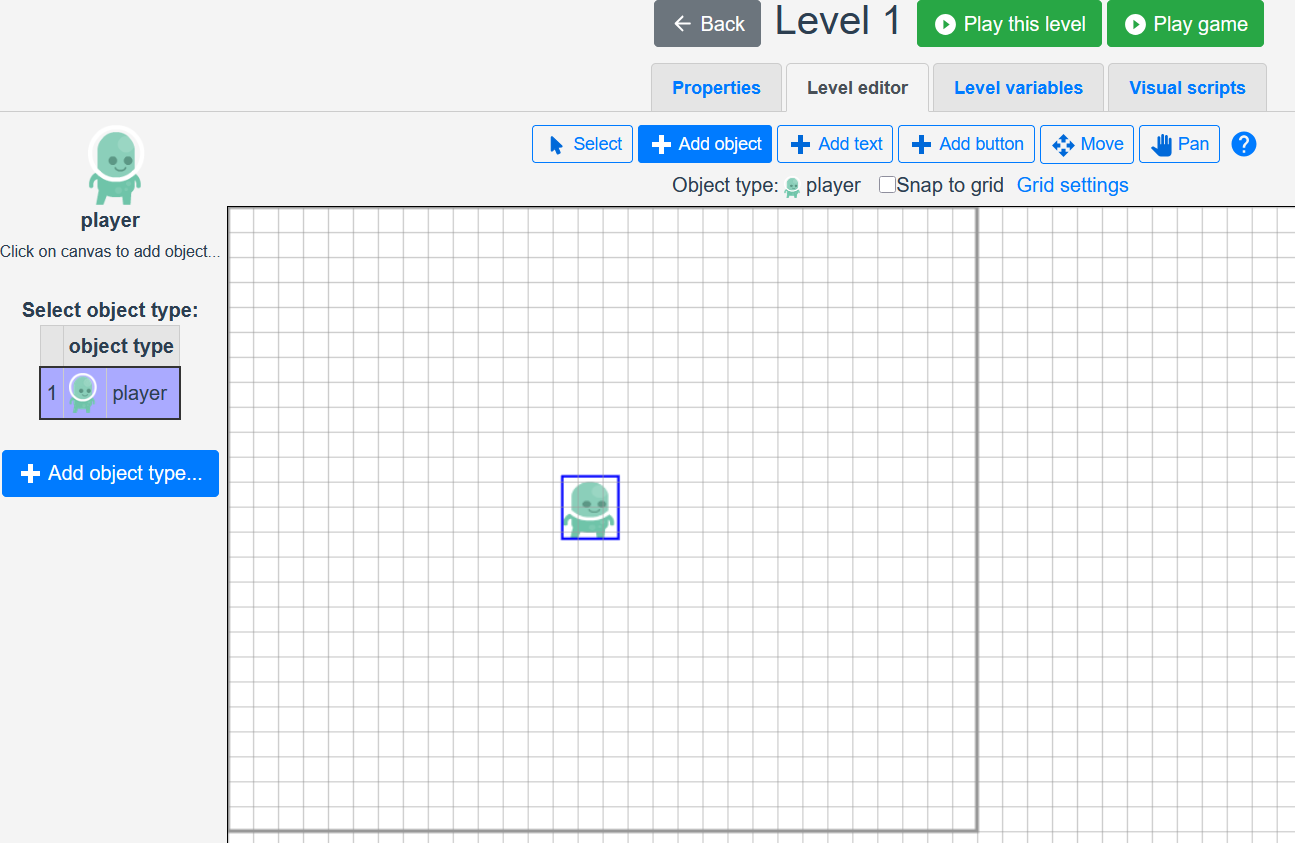 Back
Level 1
Play this level
Play game
Properties
Level editor
Level variables
Visual scripts
Select
Add object
Add text
Add button
Move
Pan
?
Object type: player
Snap to grid
Grid settings
player
Click on canvas to add object...
Select object type:
object type
1 player
Add object type...